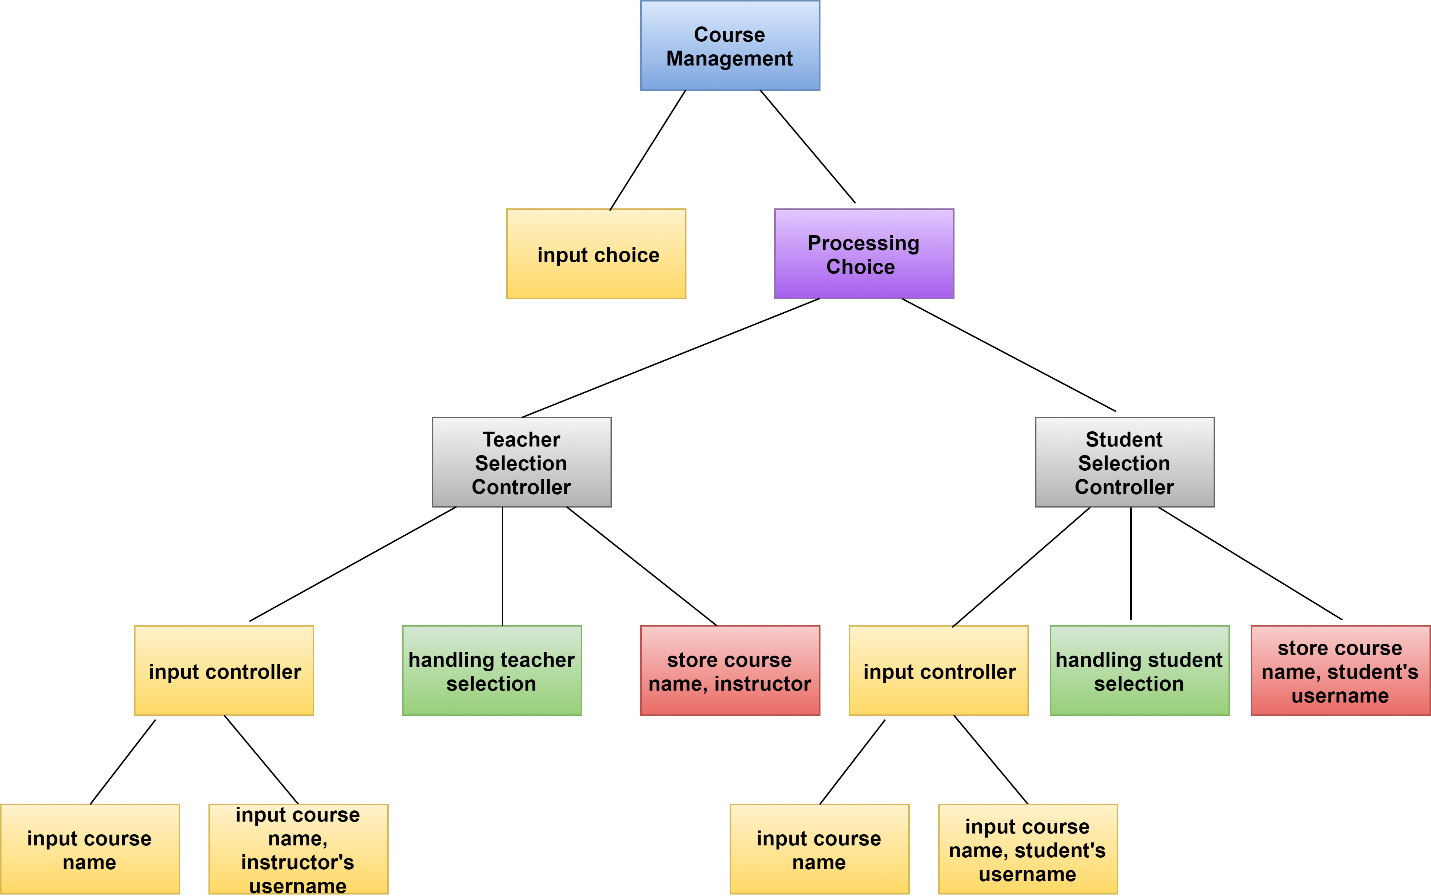 Course
Management
input choice
Processing
Choice
Teacher
Selection
Controller
Student
Selection
Controller
input controller
handling teacher
selection
store course
name, instructor
input controller
handling student
selection
store course
name, student's
username
input course
name
input course
name,
instructor's
username
input course
name
input course
name, student's
username